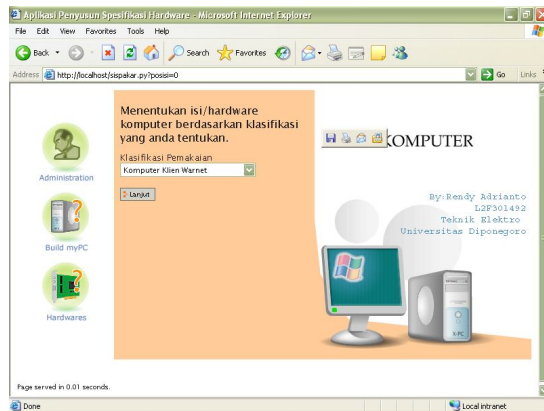 Aplikasi Penyusun Spesifikasi Hardware - Microsoft Internet Explorer
File Edit View Favorites Tools Help
Back Search Favorites
Address http://localhost/sispakar.py?posisi=0 Go Links
Menentukan isi/hardware
komputer berdasarkan klasifikasi
yang anda tentukan.
Klasifikasi Pemakaian
Komputer Klien Warnet
Lanjut
Administration
Build myPC
Hardwares
KOMPUTER
By:Rendy Adrianto
L2F301492
Teknik Elektro
Universitas Diponegoro
X-PC
Page served in 0.01 seconds.
Done Local intranet